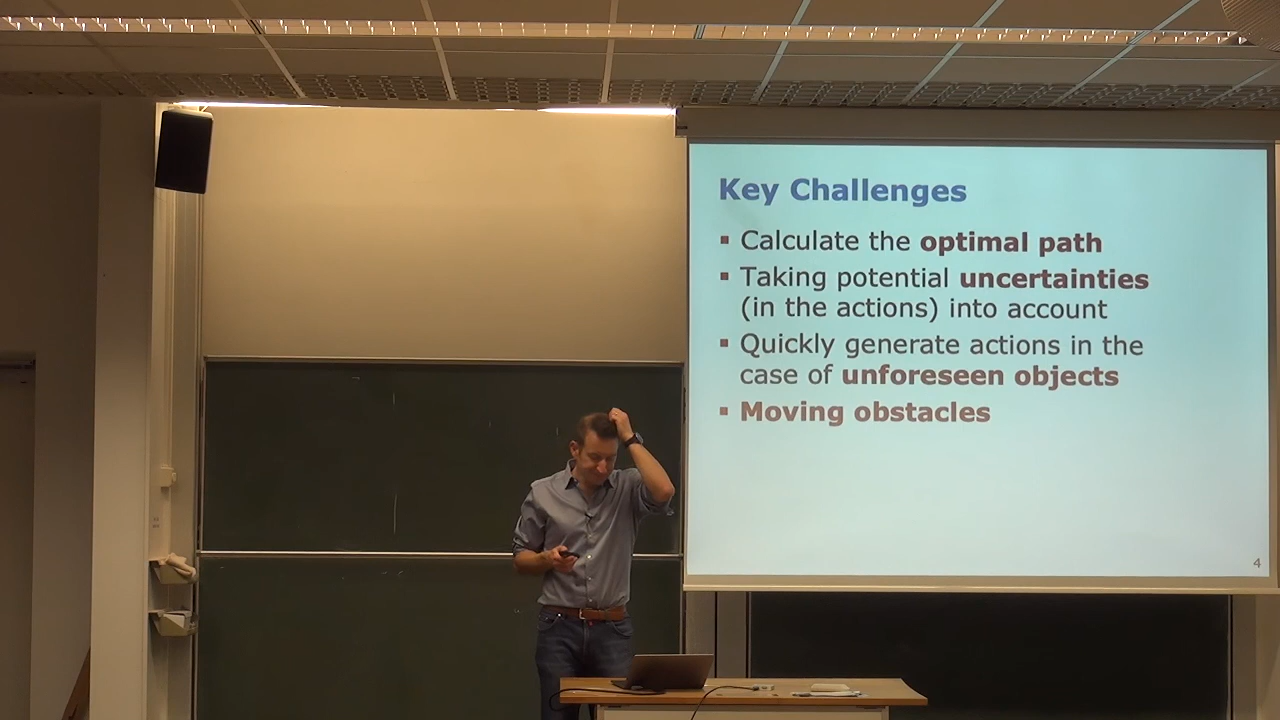 Key Challenges
▪ Calculate the optimal path
▪ Taking potential uncertainties
(in the actions) into account
▪ Quickly generate actions in the
case of unforeseen objects
▪ Moving obstacles
4